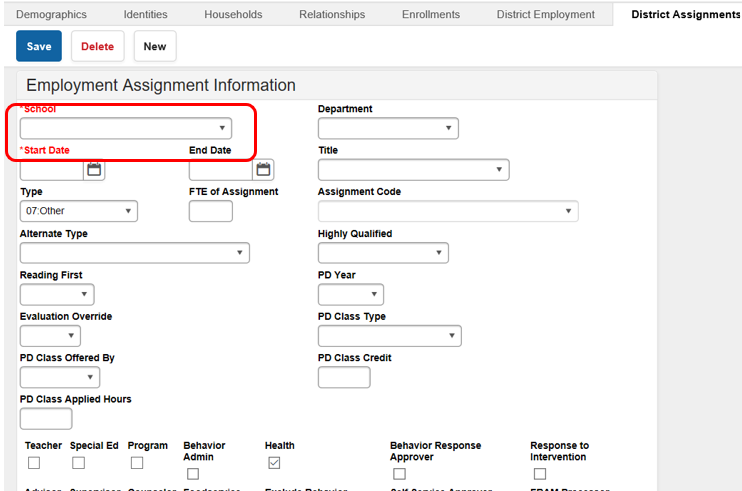 Demographics Identities Households Relationships Enrollments District Employment District Assignments
Save Delete New
Employment Assignment Information
*School Department
*Start Date End Date Title
Type FTE of Assignment Assignment Code
07:Other
Alternate Type Highly Qualified
Reading First PD Year
Evaluation Override PD Class Type
PD Class Offered By PD Class Credit
PD Class Applied Hours
Teacher Special Ed Program Behavior Admin Health Behavior Response Approver Response to Intervention